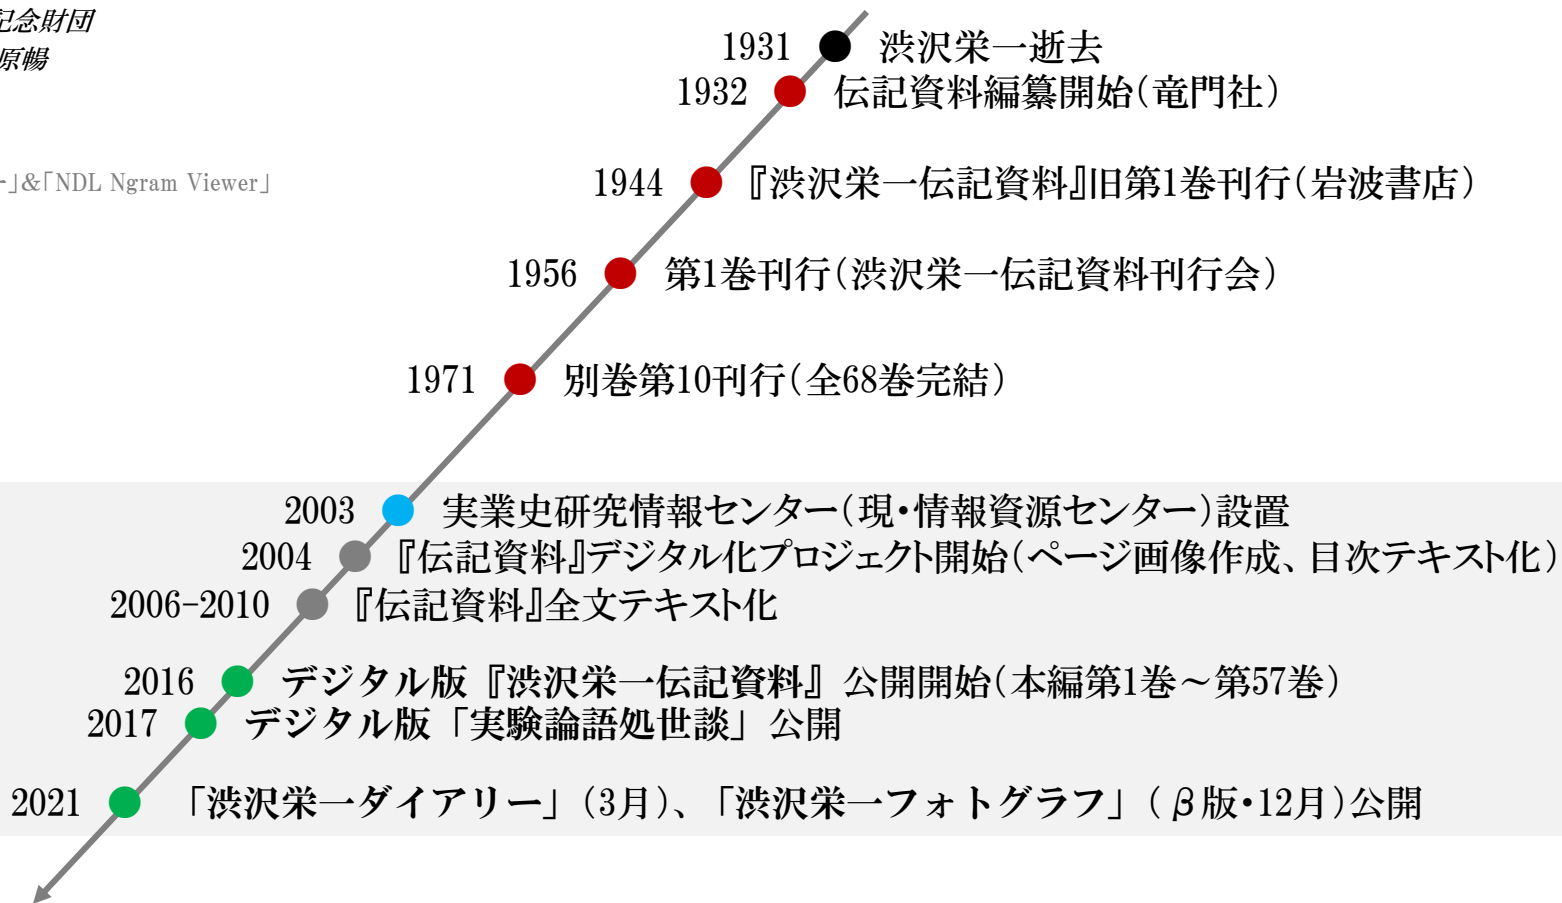 記念財団
原暢
ー」&「NDL Ngram Viewer」
1931 渋沢栄一逝去
1932 伝記資料編纂開始(竜門社)
1944 『渋沢栄一伝記資料』旧第1巻刊行(岩波書店)
1956 第1巻刊行(渋沢栄一伝記資料刊行会)
1971 別巻第10刊行(全68巻完結)
2003 実業史研究情報センター(現・情報資源センター)設置
2004 『伝記資料』デジタル化プロジェクト開始(ページ画像作成、目次テキスト化)
2006-2010 『伝記資料』全文テキスト化
2016 デジタル版『渋沢栄一伝記資料』公開開始(本編第1巻～第57巻)
2017 デジタル版「実験論語処世談」公開
2021 「渋沢栄一ダイアリー」(3月)、「渋沢栄一フォトグラフ」(β版・12月)公開